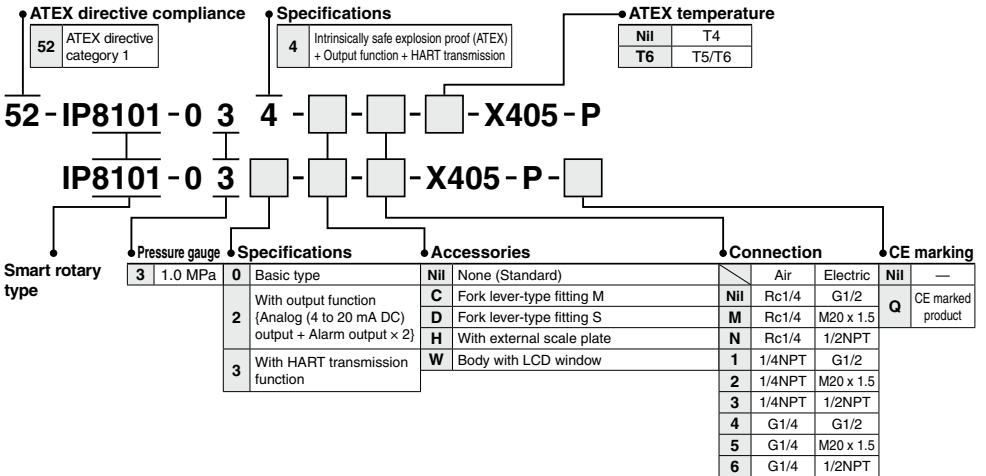 ATEX directive compliance
52 ATEX directive category 1
Specifications
4 Intrinsically safe explosion proof (ATEX) + Output function + HART transmission
ATEX temperature
Nil T4
T6 T5/T6
52-IP8101-0 3 4 - - - -X405-P
IP8101-0 3 - - -X405-P-
Smart rotary type
Pressure gauge
3 1.0 MPa
Specifications
0 Basic type
2 With output function {Analog (4 to 20 mA DC) output + Alarm output × 2}
3 With HART transmission function
Accessories
Nil None (Standard)
C Fork lever-type fitting M
D Fork lever-type fitting S
H With external scale plate
W Body with LCD window
Connection
Air Electric
Nil Rc1/4 G1/2
M Rc1/4 M20 x 1.5
N Rc1/4 1/2NPT
1 1/4NPT G1/2
2 1/4NPT M20 x 1.5
3 1/4NPT 1/2NPT
4 G1/4 G1/2
5 G1/4 M20 x 1.5
6 G1/4 1/2NPT
CE marking
Nil —
Q CE marked product